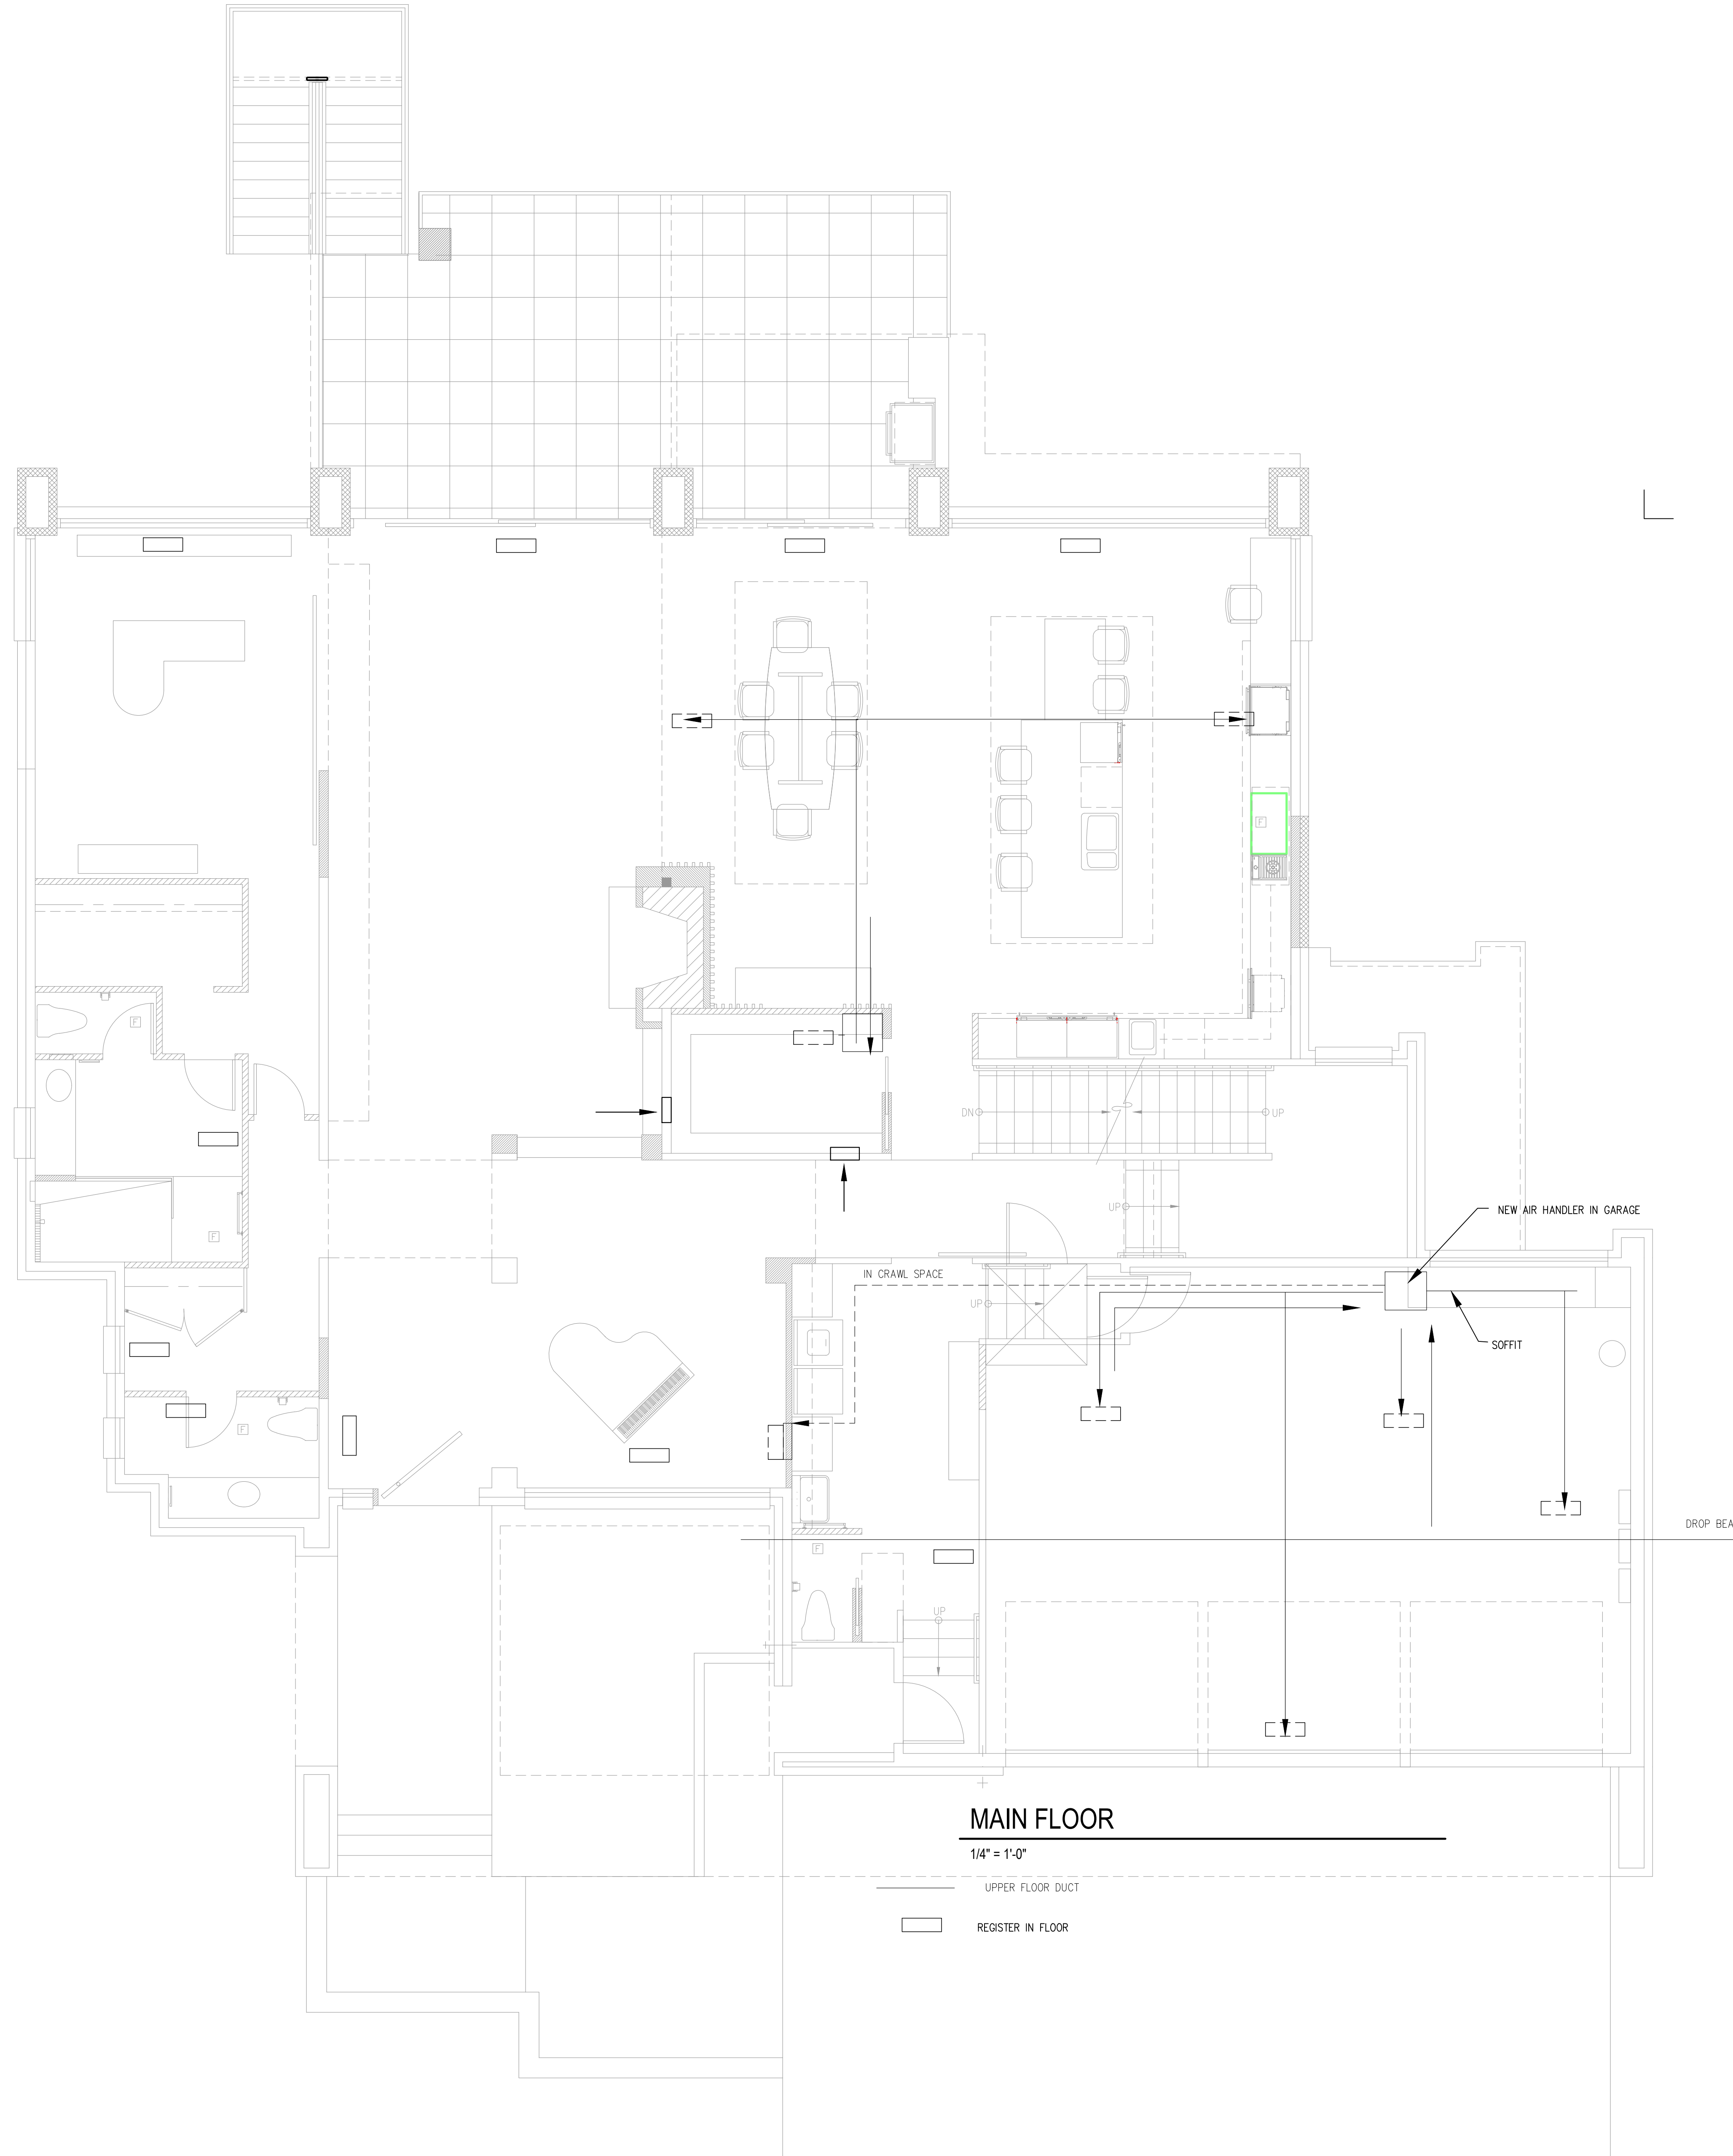 F
DN
UP
UP
F
NEW AIR HANDLER IN GARAGE
F
IN CRAWL SPACE
UP
SOFFIT
F
DROP BEA
F
UP
MAIN FLOOR
1/4" = 1'-0"
UPPER FLOOR DUCT
REGISTER IN FLOOR